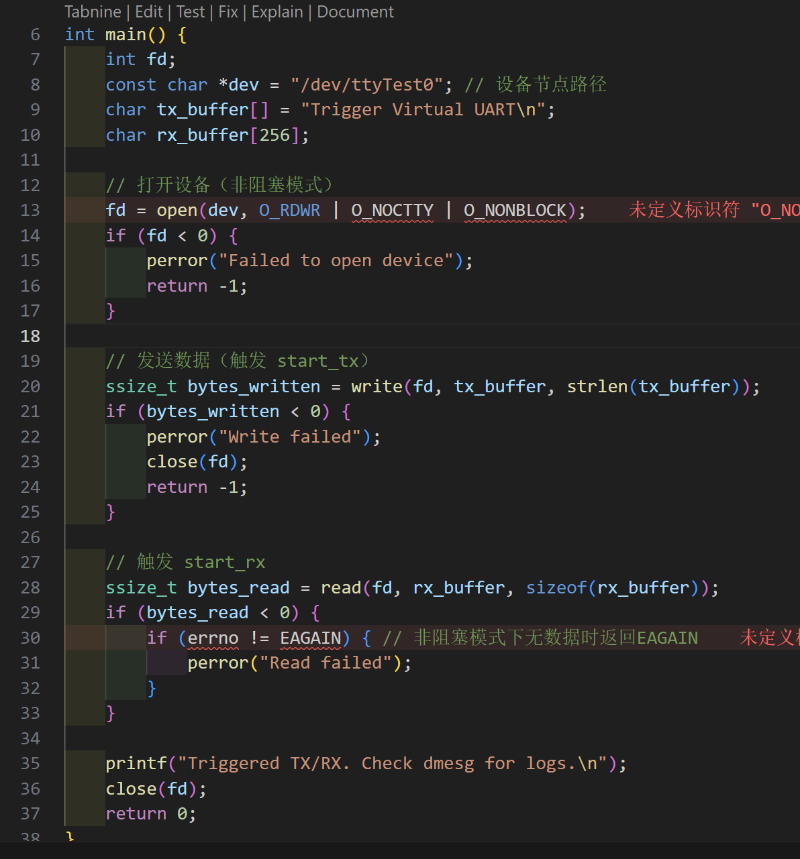 Tabnine | Edit | Test | Fix | Explain | Document
6 int main() {
7 int fd;
8 const char *dev = "/dev/ttyTest0"; // 设备节点路径
9 char tx_buffer[] = "Trigger Virtual UART\n";
10 char rx_buffer[256];
11
12 // 打开设备（非阻塞模式）
13 fd = open(dev, O_RDWR | O_NOCTTY | O_NONBLOCK); 未定义标识符 "O_NO
14 if (fd < 0) {
15 perror("Failed to open device");
16 return -1;
17 }
18
19 // 发送数据（触发 start_tx）
20 ssize_t bytes_written = write(fd, tx_buffer, strlen(tx_buffer));
21 if (bytes_written < 0) {
22 perror("Write failed");
23 close(fd);
24 return -1;
25 }
26
27 // 触发 start_rx
28 ssize_t bytes_read = read(fd, rx_buffer, sizeof(rx_buffer));
29 if (bytes_read < 0) {
30 if (errno != EAGAIN) { // 非阻塞模式下无数据时返回EAGAIN 未定义
31 perror("Read failed");
32 }
33 }
34
35 printf("Triggered TX/RX. Check dmesg for logs.\n");
36 close(fd);
37 return 0;
38 }